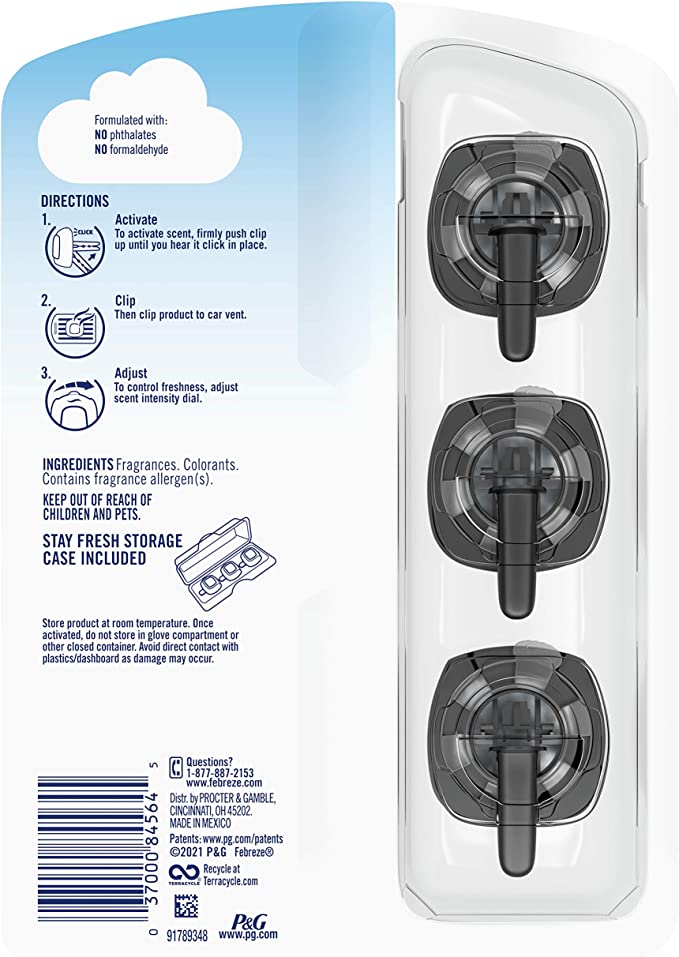 Formulated with:
NO phthalates
NO formaldehyde
DIRECTIONS
1.
CLICK
Activate
To activate scent, firmly push clip
up until you hear it click in place.
2.
Clip
Then clip product to car vent.
3.
Adjust
To control freshness, adjust
scent intensity dial.
INGREDIENTS Fragrances. Colorants.
Contains fragrance allergen(s).
KEEP OUT OF REACH OF
CHILDREN AND PETS.
STAY FRESH STORAGE
CASE INCLUDED
Store product at room temperature. Once
activated, do not store in glove compartment or
other closed container. Avoid direct contact with
plastics/dashboard as damage may occur.
Questions?
1-877-887-2153
www.febreze.com
Distr. by PROCTER & GAMBLE,
CINCINNATI, OH 45202.
MADE IN MEXICO
Patents: www.pg.com/patents
©2021 P&G Febreze®
TERRACYCLE®
Recycle at
Terracycle.com
0 37000 84564 5
91789348
P&G
www.pg.com